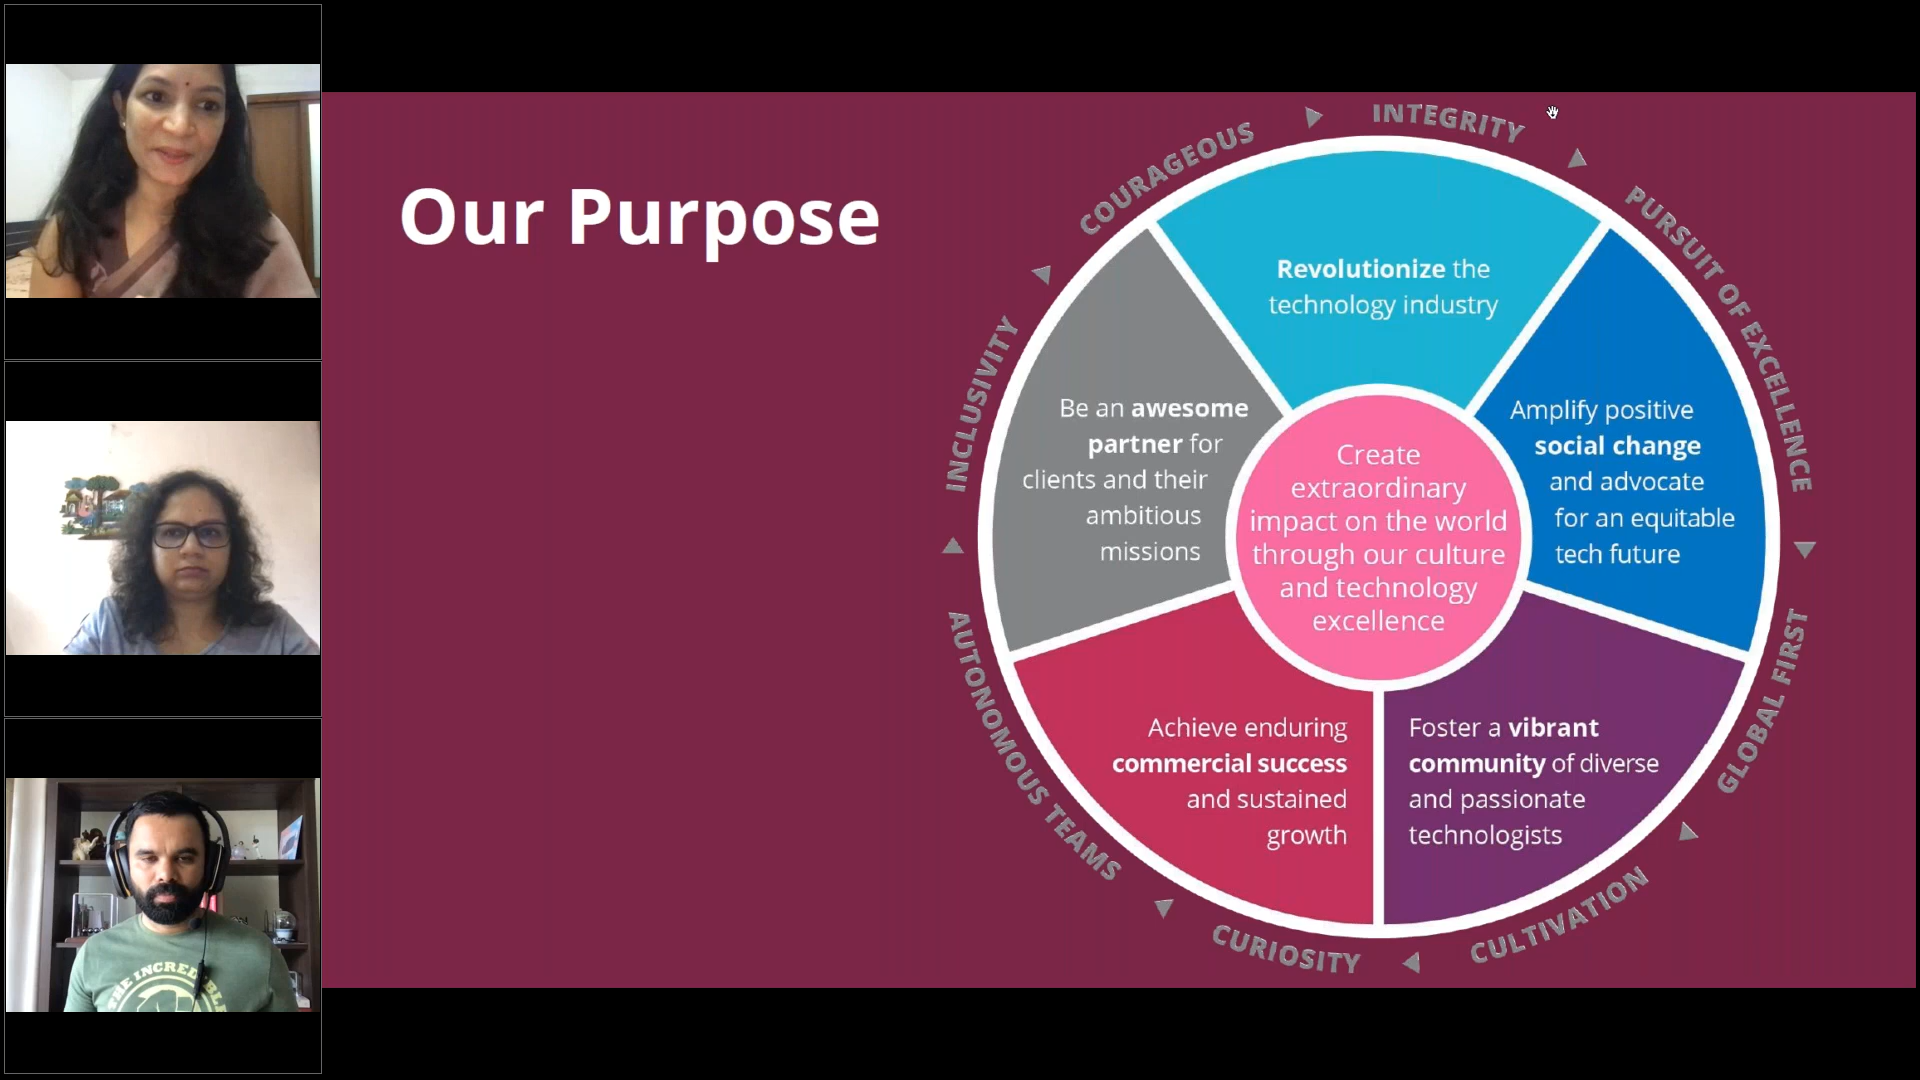 Our Purpose
INTEGRITY
PURSUIT OF EXCELLENCE
GLOBAL FIRST
CULTIVATION
CURIOSITY
AUTONOMOUS TEAMS
INCLUSIVITY
COURAGEOUS
Revolutionize the
technology industry
Amplify positive
social change
and advocate
for an equitable
tech future
Foster a vibrant
community of diverse
and passionate
technologists
Achieve enduring
commercial success
and sustained
growth
Be an awesome
partner for
clients and their
ambitious
missions
Create
extraordinary
impact on the world
through our culture
and technology
excellence
THE INCREDIBLE